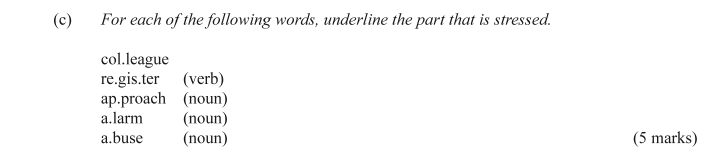 (c) For each of the following words, underline the part that is stressed.
col.league
re.gis.ter (verb)
ap.proach (noun)
a.larm (noun)
a.buse (noun) (5 marks)